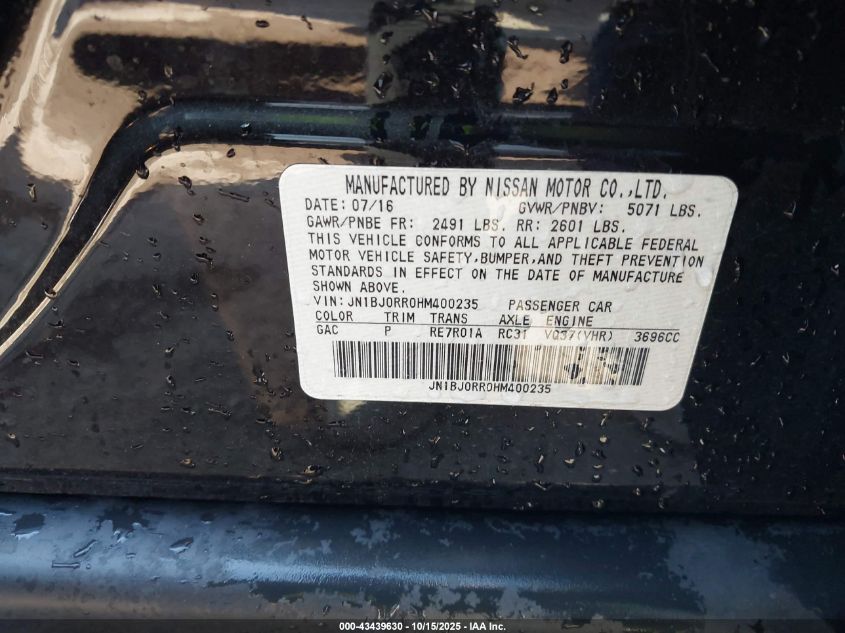 MANUFACTURED BY NISSAN MOTOR CO.,LTD.
DATE: 07/16 GVWR/PNBV: 5071 LBS.
GAWR/PNBE FR: 2491 LBS. RR: 2601 LBS.
THIS VEHICLE CONFORMS TO ALL APPLICABLE FEDERAL
MOTOR VEHICLE SAFETY,BUMPER,AND THEFT PREVENTION
STANDARDS IN EFFECT ON THE DATE OF MANUFACTURE
SHOWN ABOVE.
VIN: JN1BJ0RR0HM400235 PASSENGER CAR
COLOR TRIM TRANS AXLE ENGINE
GAC P RE7R01A RC31 VQ37(VHR) 3696CC
JN1BJ0RR0HM400235
000-43439630 - 10/15/2025 - IAA Inc.